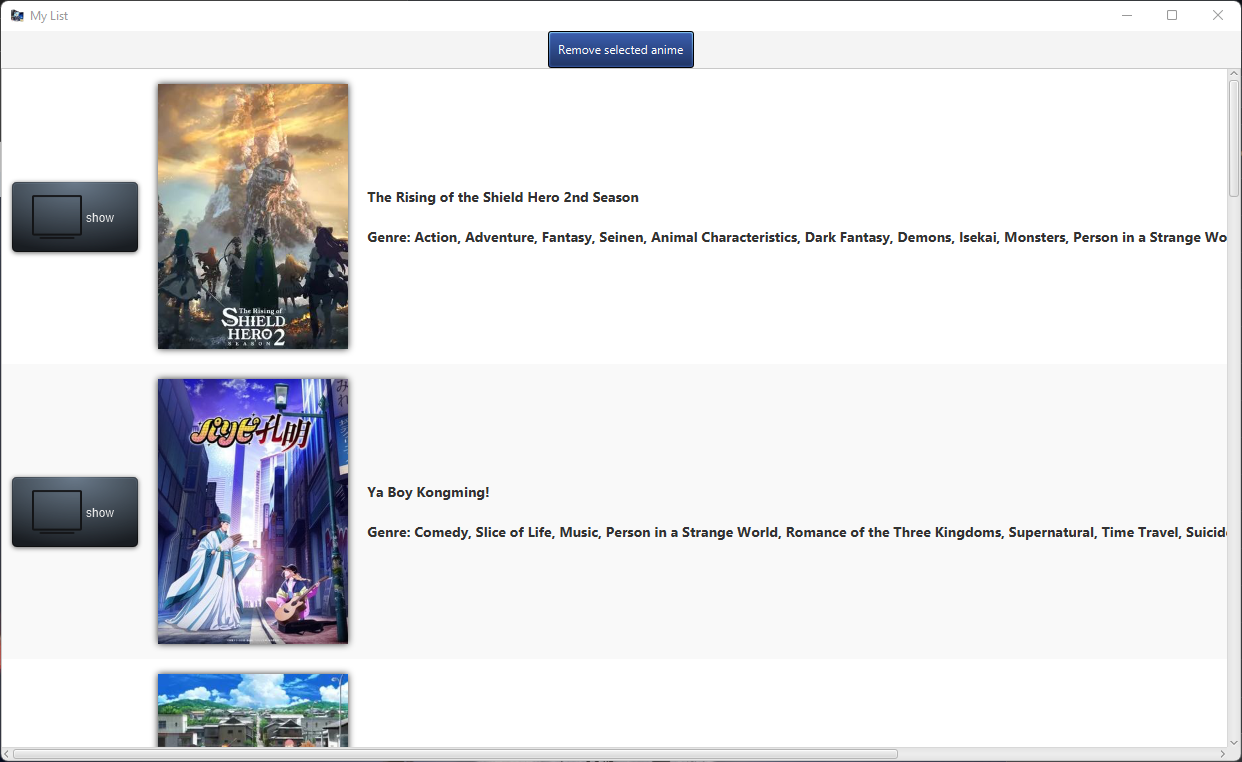 My List
Remove selected anime
show
The Rising of
the SHIELD
HERO 2
SEASON
The Rising of the Shield Hero 2nd Season
Genre: Action, Adventure, Fantasy, Seinen, Animal Characteristics, Dark Fantasy, Demons, Isekai, Monsters, Person in a Strange Wo
show
パリピ孔明
Ya Boy Kongming!
Genre: Comedy, Slice of Life, Music, Person in a Strange World, Romance of the Three Kingdoms, Supernatural, Time Travel, Suicid